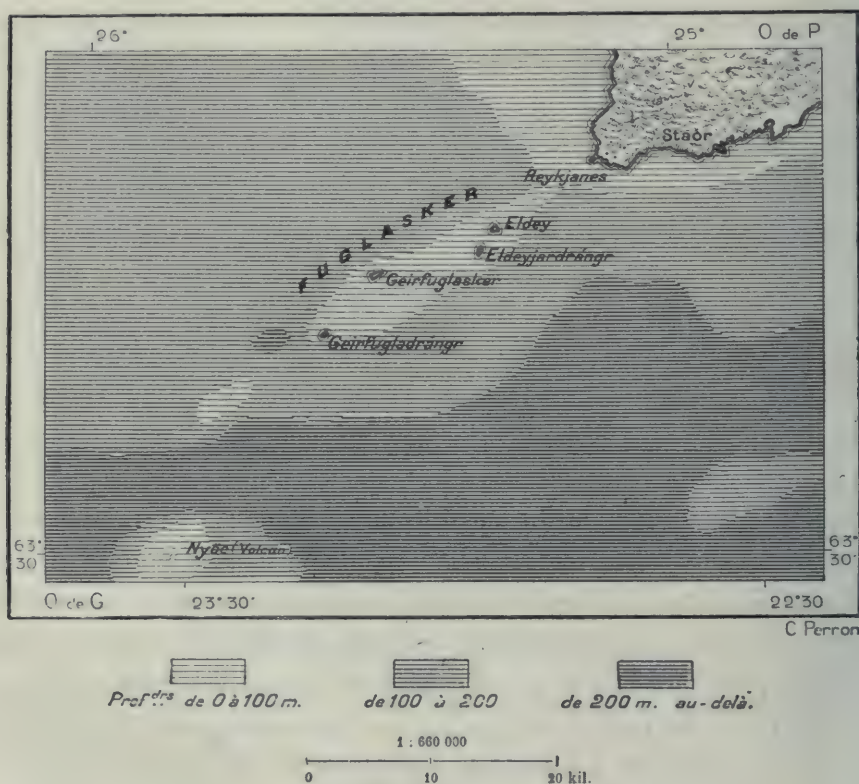 26° 25° O de P
Staðr
Reykjanes
FUGLASKER
Eldey
Eldeyjardrángr
Geirfuglasker
Geirfugladrángr
63° 30'
Nyöe (Volcan)
63° 30'
O de G 23°30' 22°30
C Perron
Prof.drs de 0 à 100 m. de 100 à 200 de 200 m. au-delà.
1 : 660 000
0 10 20 kil.